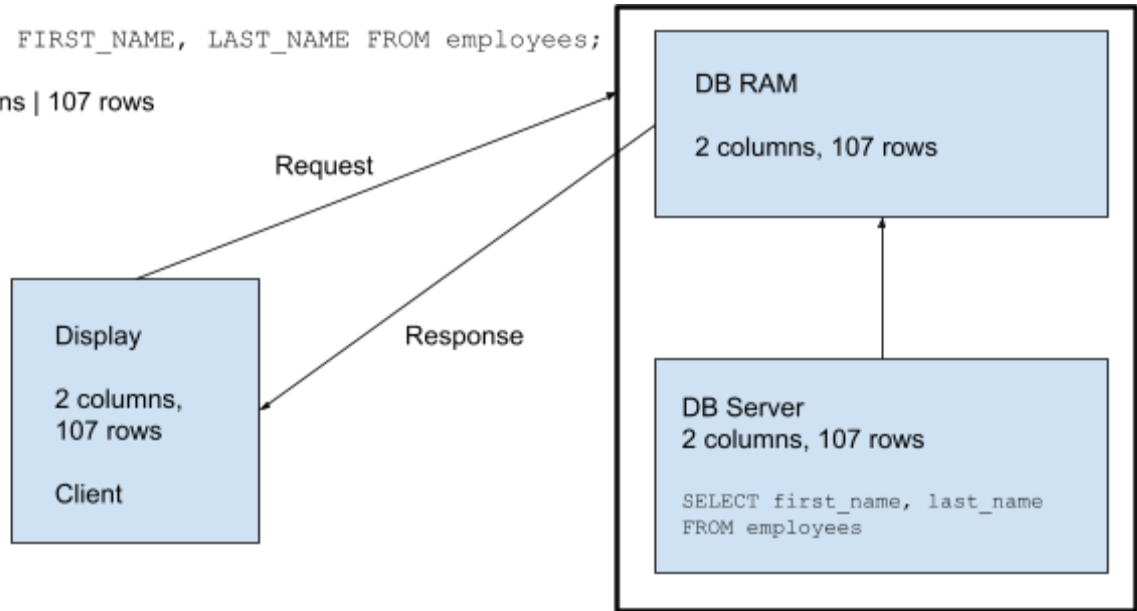 FIRST_NAME, LAST_NAME FROM employees;
ns | 107 rows
Request
Response
Display
2 columns,
107 rows
Client
DB RAM
2 columns, 107 rows
DB Server
2 columns, 107 rows
SELECT first_name, last_name
FROM employees